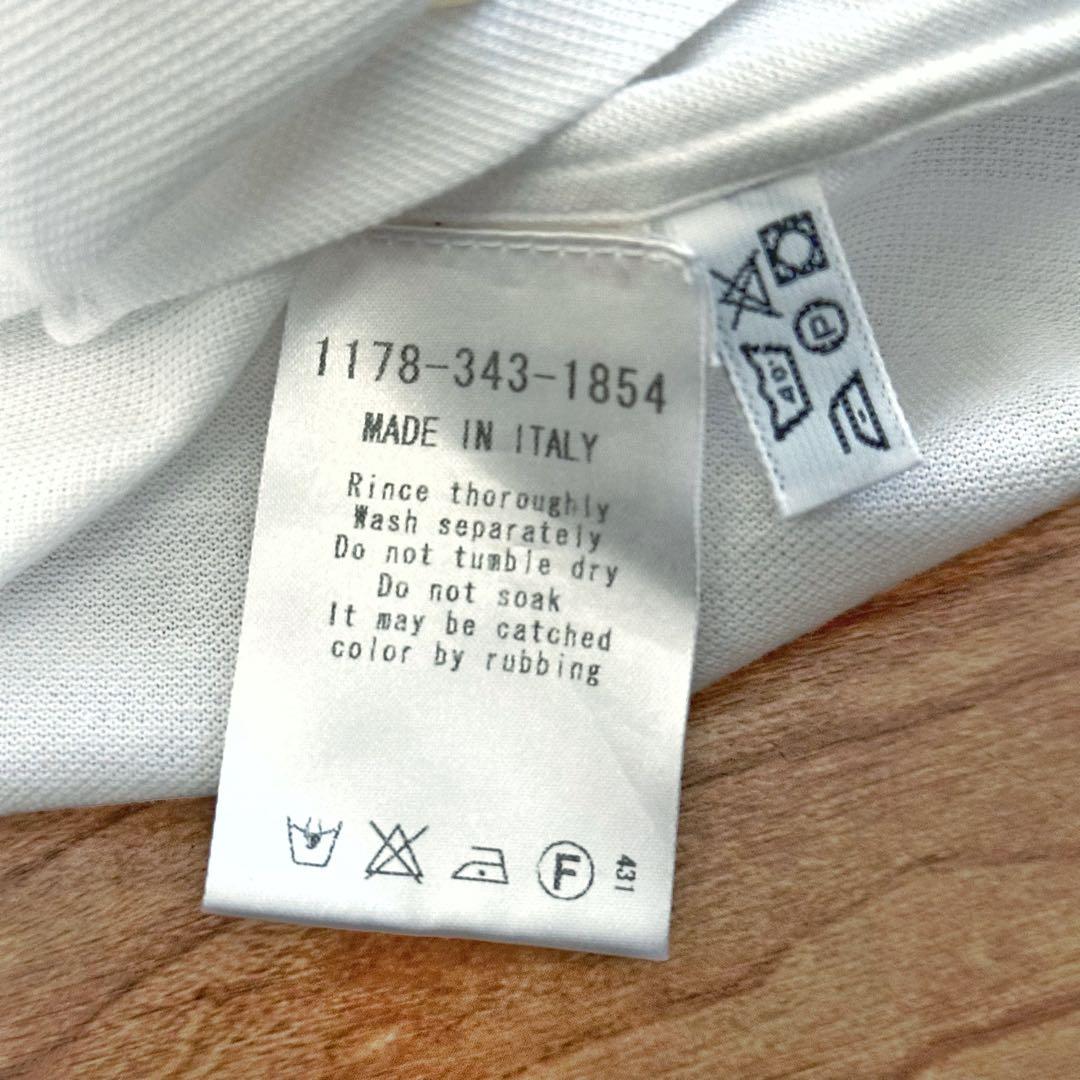 1178-343-1854
MADE IN ITALY
Rince thoroughly
Wash separately
Do not tumble dry
Do not soak
It may be catched
color by rubbing
F
431
P
40°